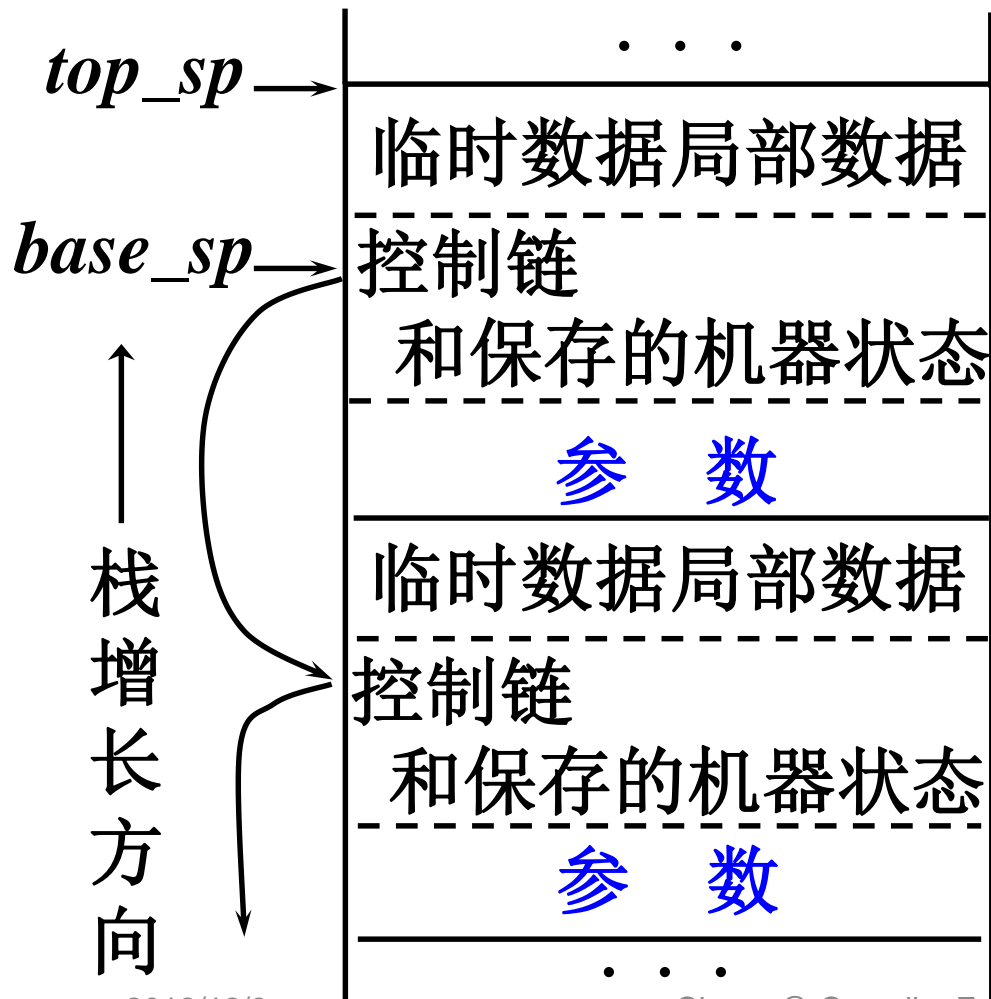 . . .
top_sp
临时数据局部数据
base_sp
控制链
和保存的机器状态
参 数
临时数据局部数据
控制链
和保存的机器状态
参 数
. . .
栈增长方向